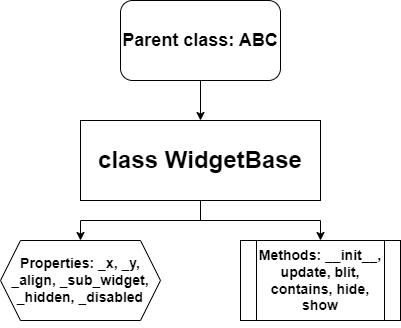 Parent class: ABC
class WidgetBase
Properties: _x, _y,
_align, _sub_widget,
_hidden, _disabled
Methods: __init__,
update, blit,
contains, hide,
show